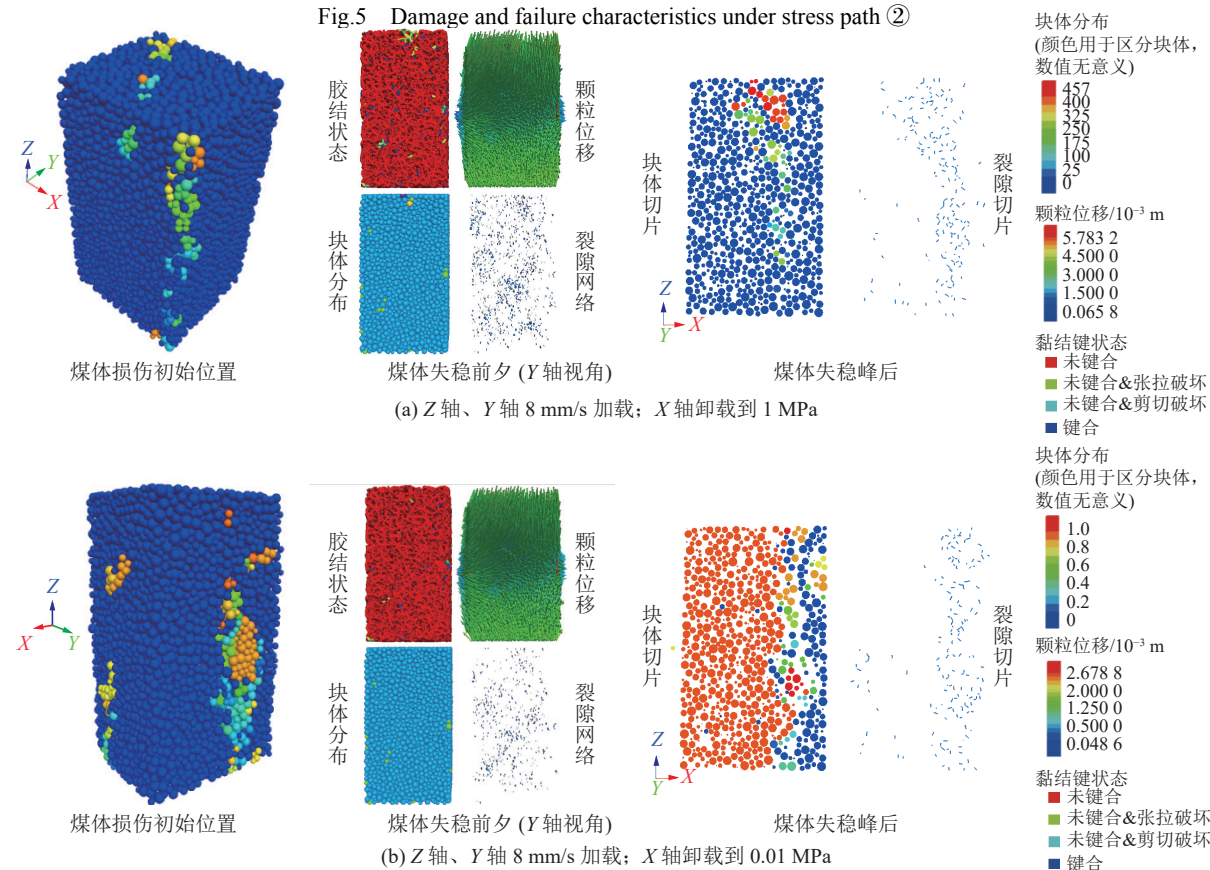 Fig.5 Damage and failure characteristics under stress path ②
Z
Y
X
煤体损伤初始位置
胶结状态
颗粒位移
块体分布
裂隙网络
煤体失稳前夕 (Y 轴视角)
块体切片
裂隙切片
Z
Y
X
煤体失稳峰后
(a) Z 轴、Y 轴 8 mm/s 加载；X 轴卸载到 1 MPa
块体分布
(颜色用于区分块体，
数值无意义)
457
400
325
250
175
100
25
0
颗粒位移/10⁻³ m
5.783 2
4.500 0
3.000 0
1.500 0
0.065 8
黏结键状态
未键合
未键合&张拉破坏
未键合&剪切破坏
键合
Z
X
Y
煤体损伤初始位置
胶结状态
颗粒位移
块体分布
裂隙网络
煤体失稳前夕 (Y 轴视角)
块体切片
裂隙切片
Z
Y
X
煤体失稳峰后
(b) Z 轴、Y 轴 8 mm/s 加载；X 轴卸载到 0.01 MPa
块体分布
(颜色用于区分块体，
数值无意义)
1.0
0.8
0.6
0.4
0.2
0
颗粒位移/10⁻³ m
2.678 8
2.000 0
1.250 0
0.500 0
0.048 6
黏结键状态
未键合
未键合&张拉破坏
未键合&剪切破坏
键合